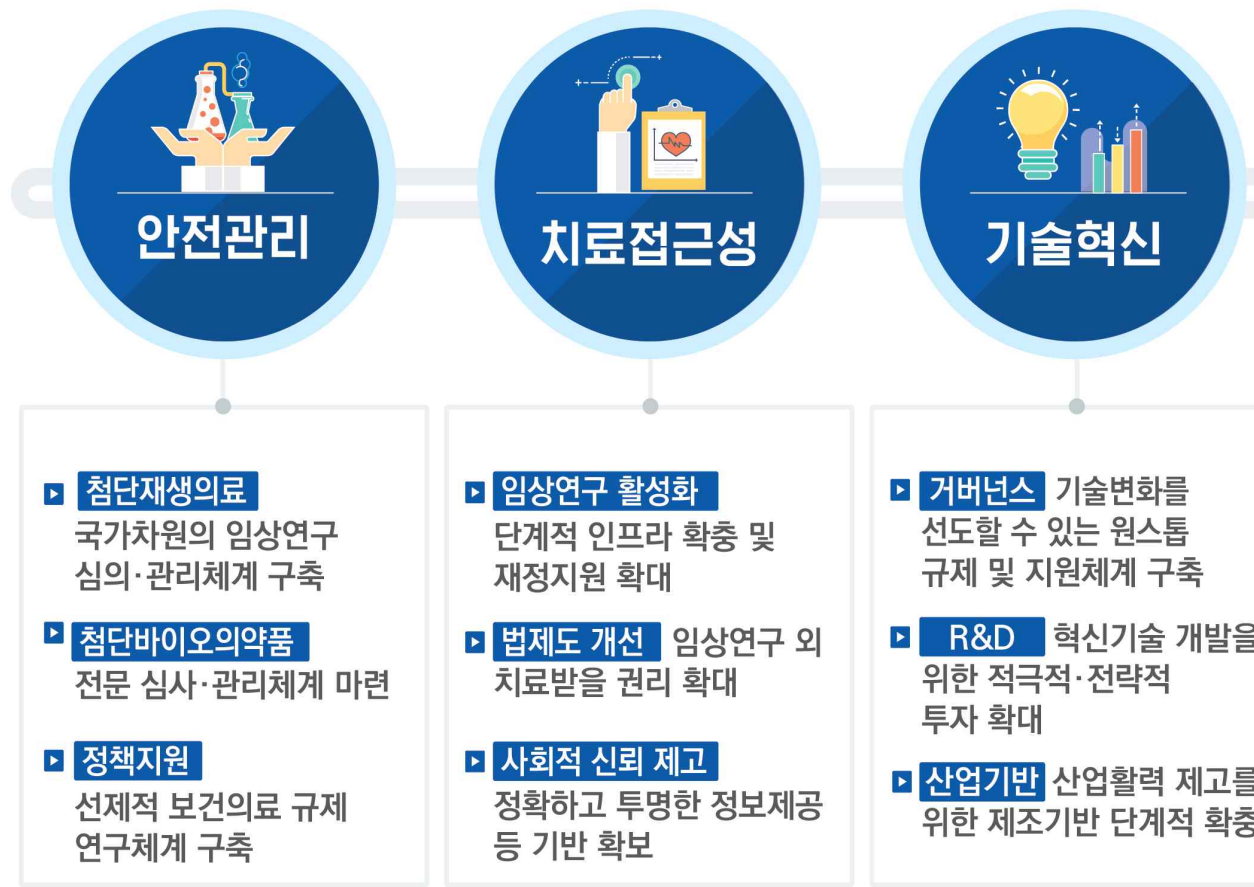 안전관리
치료접근성
기술혁신
첨단재생의료
국가차원의 임상연구
심의·관리체계 구축
첨단바이오의약품
전문 심사·관리체계 마련
정책지원
선제적 보건의료 규제
연구체계 구축
임상연구 활성화
단계적 인프라 확충 및
재정지원 확대
법제도 개선 임상연구 외
치료받을 권리 확대
사회적 신뢰 제고
정확하고 투명한 정보제공
등 기반 확보
거버넌스 기술변화를
선도할 수 있는 원스톱
규제 및 지원체계 구축
R&D 혁신기술 개발을
위한 적극적·전략적
투자 확대
산업기반 산업활력 제고를
위한 제조기반 단계적 확충